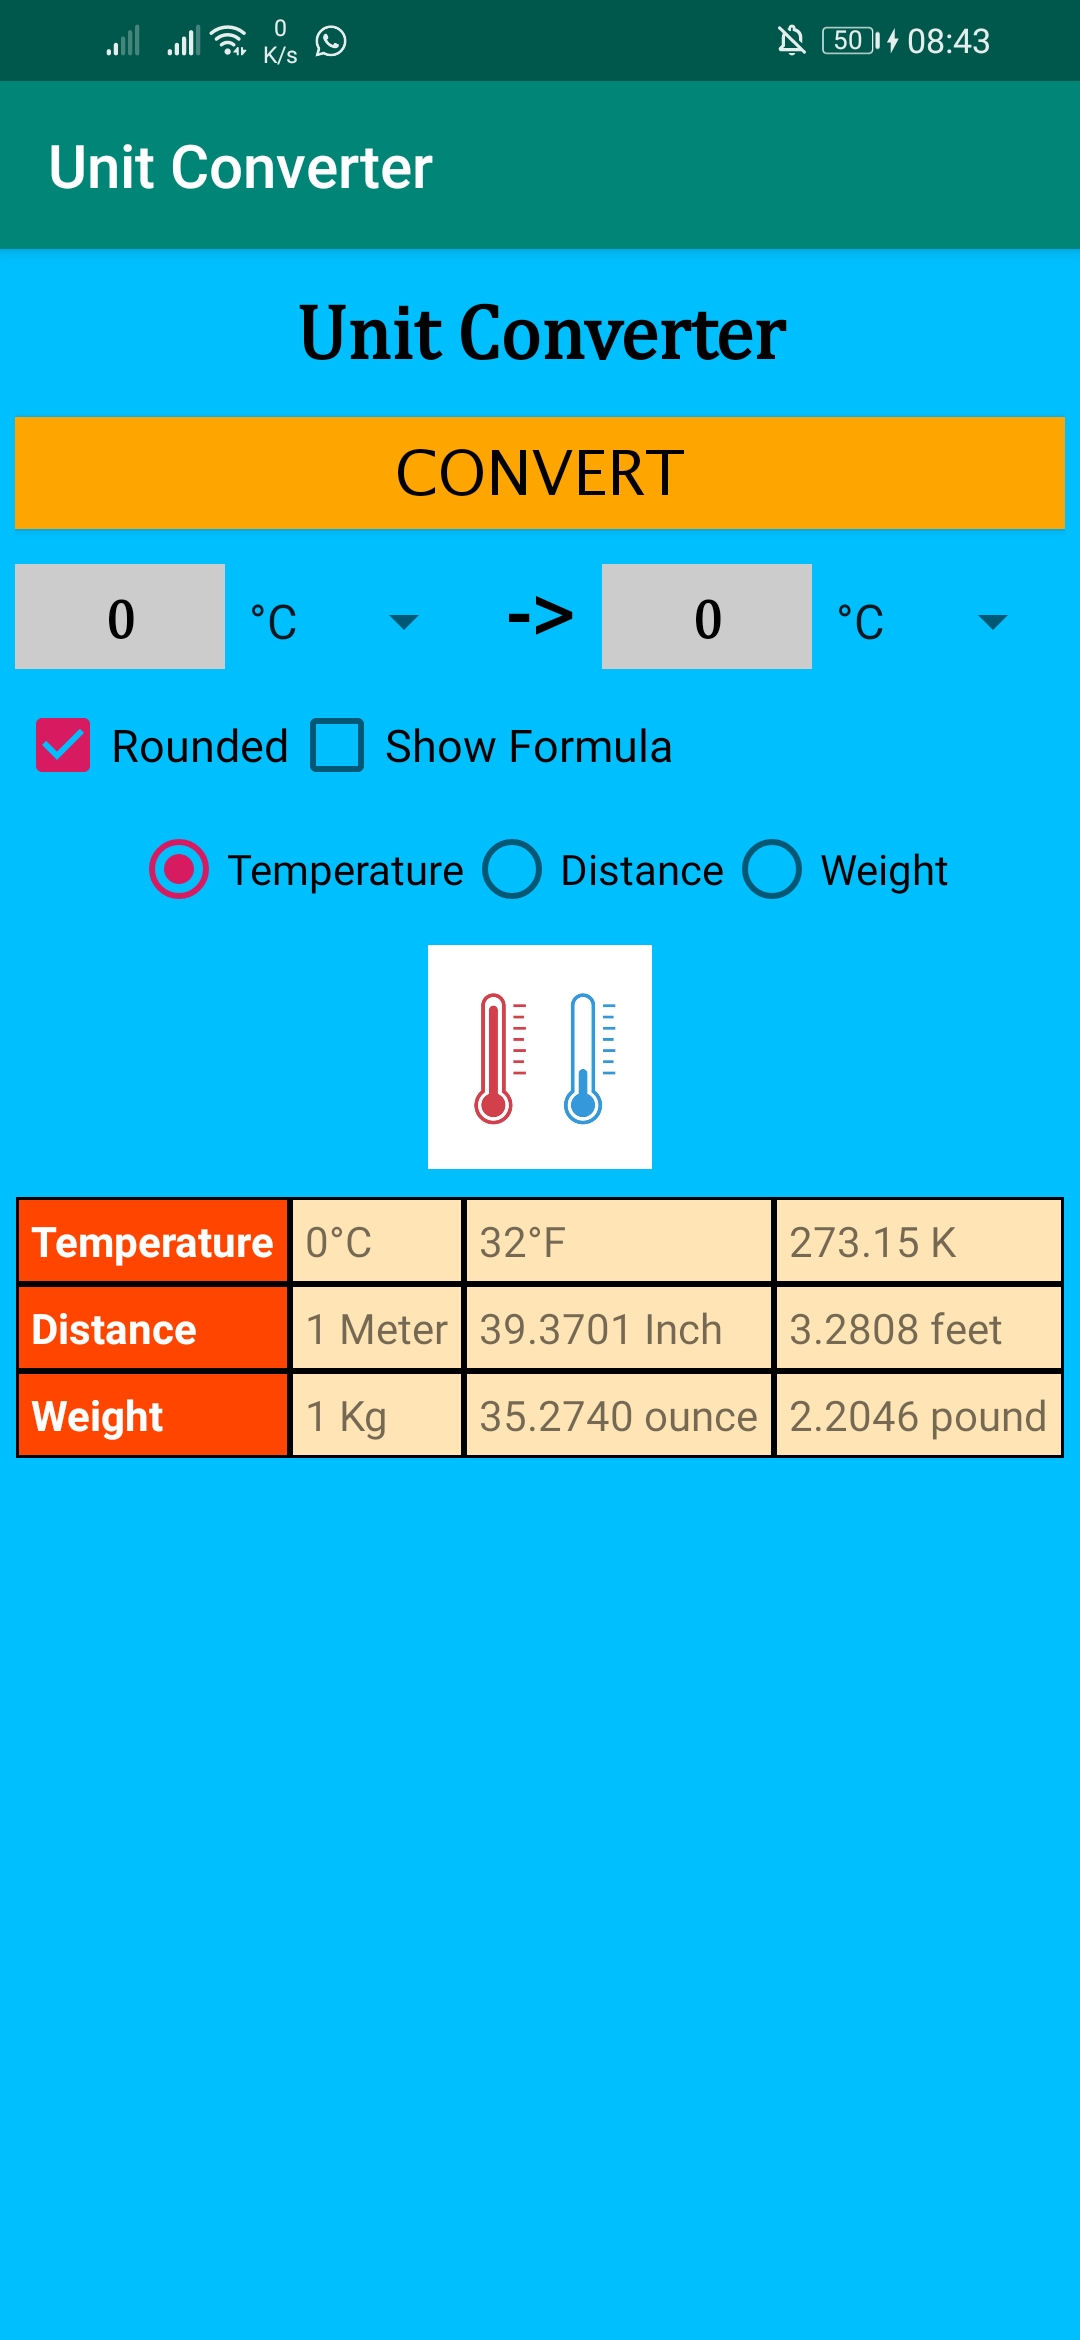 0 K/s 50 08:43
Unit Converter
Unit Converter
CONVERT
0 °C -> 0 °C
Rounded Show Formula
Temperature Distance Weight
Temperature 0°C 32°F 273.15 K
Distance 1 Meter 39.3701 Inch 3.2808 feet
Weight 1 Kg 35.2740 ounce 2.2046 pound